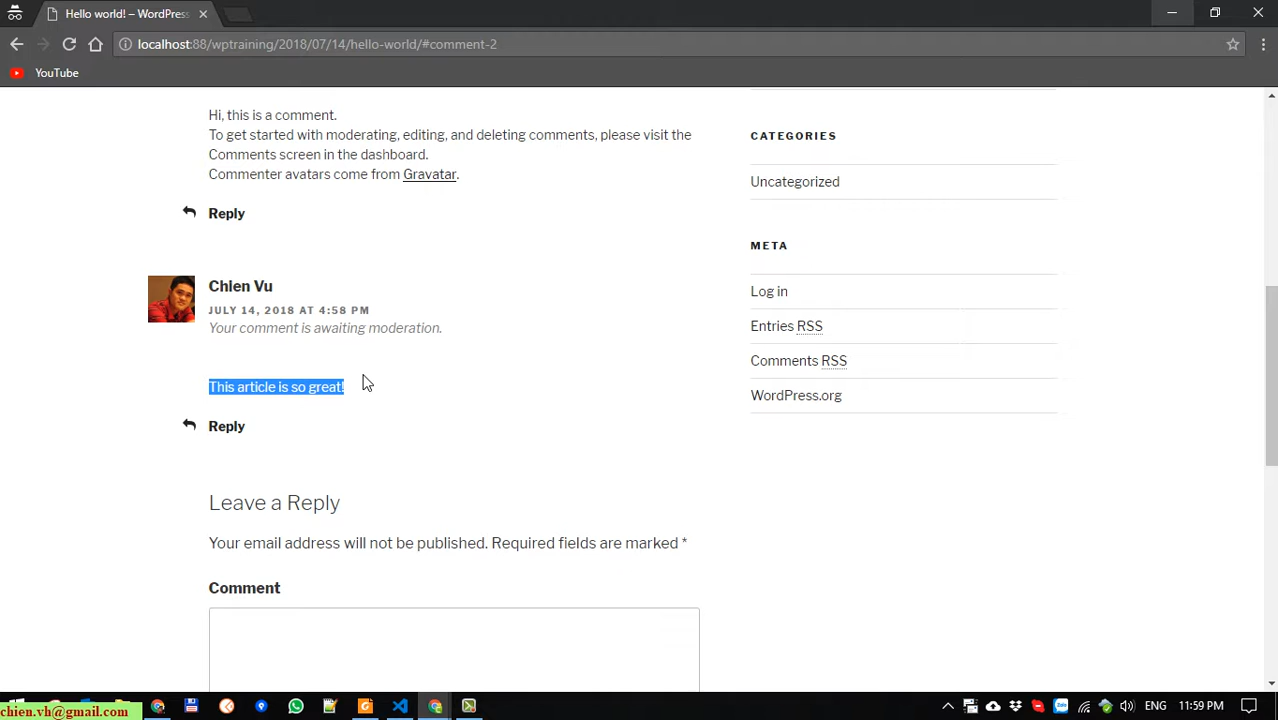 Hello world! – WordPress
localhost:88/wptraining/2018/07/14/hello-world/#comment-2
YouTube
Hi, this is a comment.
To get started with moderating, editing, and deleting comments, please visit the
Comments screen in the dashboard.
Commenter avatars come from Gravatar.
Reply
Chien Vu
JULY 14, 2018 AT 4:58 PM
Your comment is awaiting moderation.
This article is so great!
Reply
Leave a Reply
Your email address will not be published. Required fields are marked *
Comment
CATEGORIES
Uncategorized
META
Log in
Entries RSS
Comments RSS
WordPress.org
chien.vh@gmail.com
ENG
11:59 PM